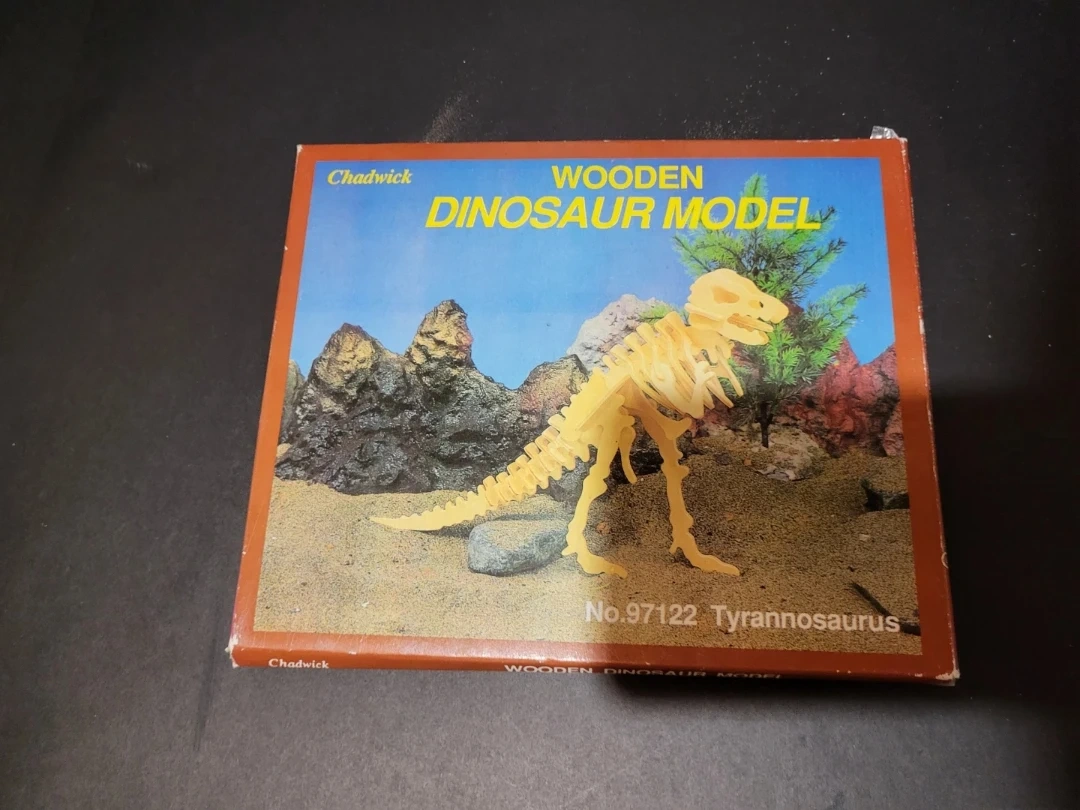 Chadwick
WOODEN
DINOSAUR MODEL
No.97122 Tyrannosaurus
Chadwick
WOODEN DINOSAUR MODEL